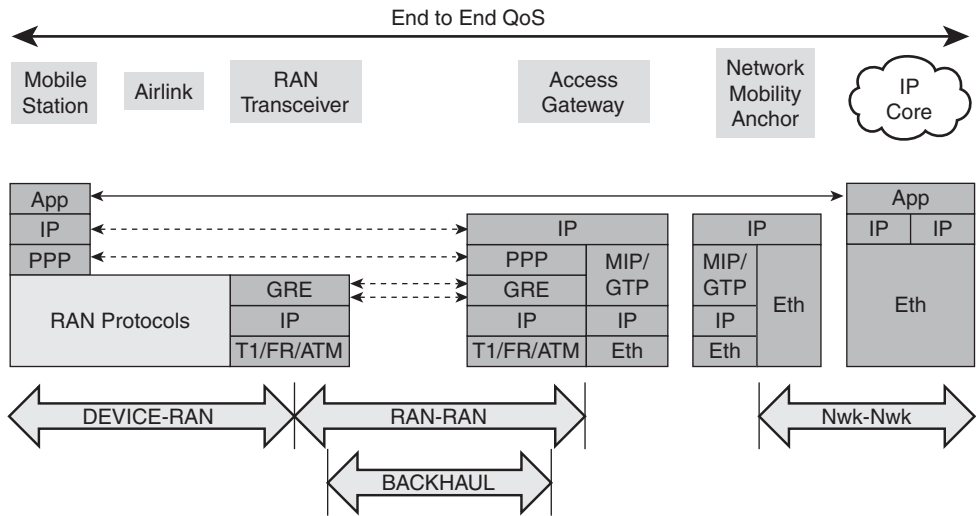 End to End QoS
Mobile
Station
Airlink
RAN
Transceiver
Access
Gateway
Network
Mobility
Anchor
IP
Core
App
IP
PPP
RAN Protocols
GRE
IP
T1/FR/ATM
IP
PPP
GRE
IP
T1/FR/ATM
MIP/
GTP
IP
Eth
IP
MIP/
GTP
IP
Eth
Eth
App
IP
IP
Eth
DEVICE-RAN
RAN-RAN
Nwk-Nwk
BACKHAUL